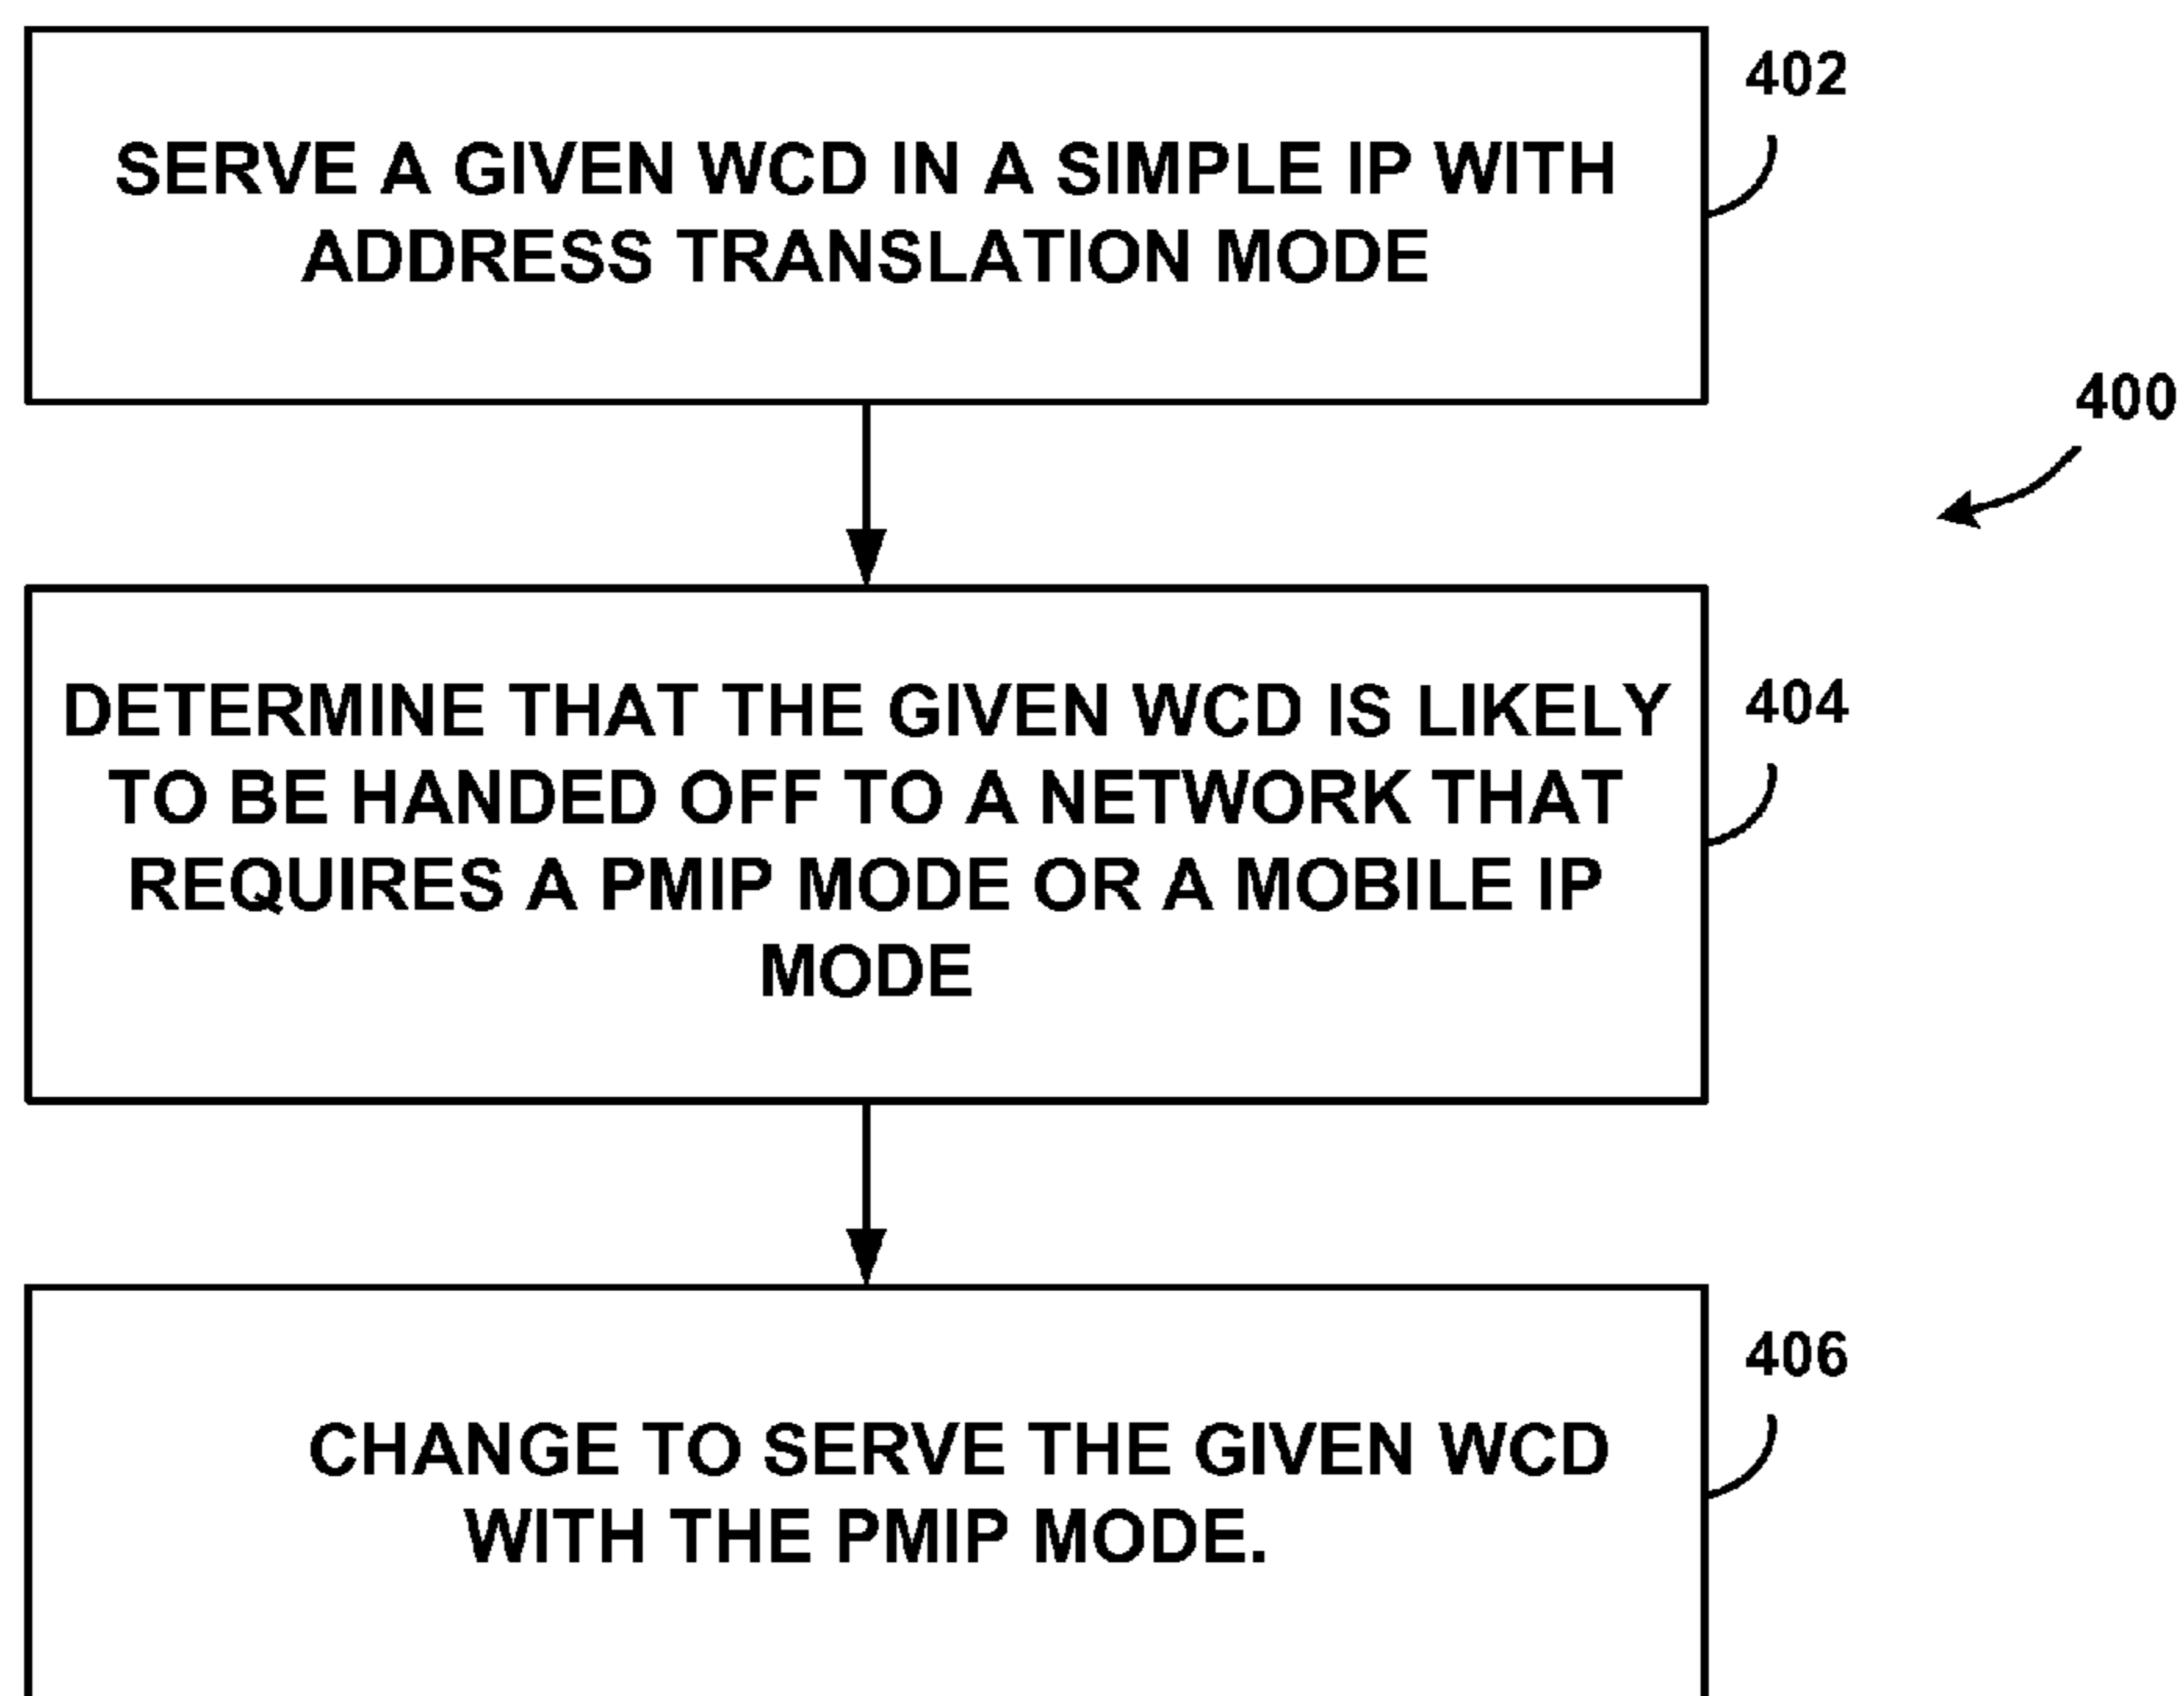 402
SERVE A GIVEN WCD IN A SIMPLE IP WITH
ADDRESS TRANSLATION MODE
400
DETERMINE THAT THE GIVEN WCD IS LIKELY
TO BE HANDED OFF TO A NETWORK THAT
REQUIRES A PMIP MODE OR A MOBILE IP
MODE
404
406
CHANGE TO SERVE THE GIVEN WCD
WITH THE PMIP MODE.